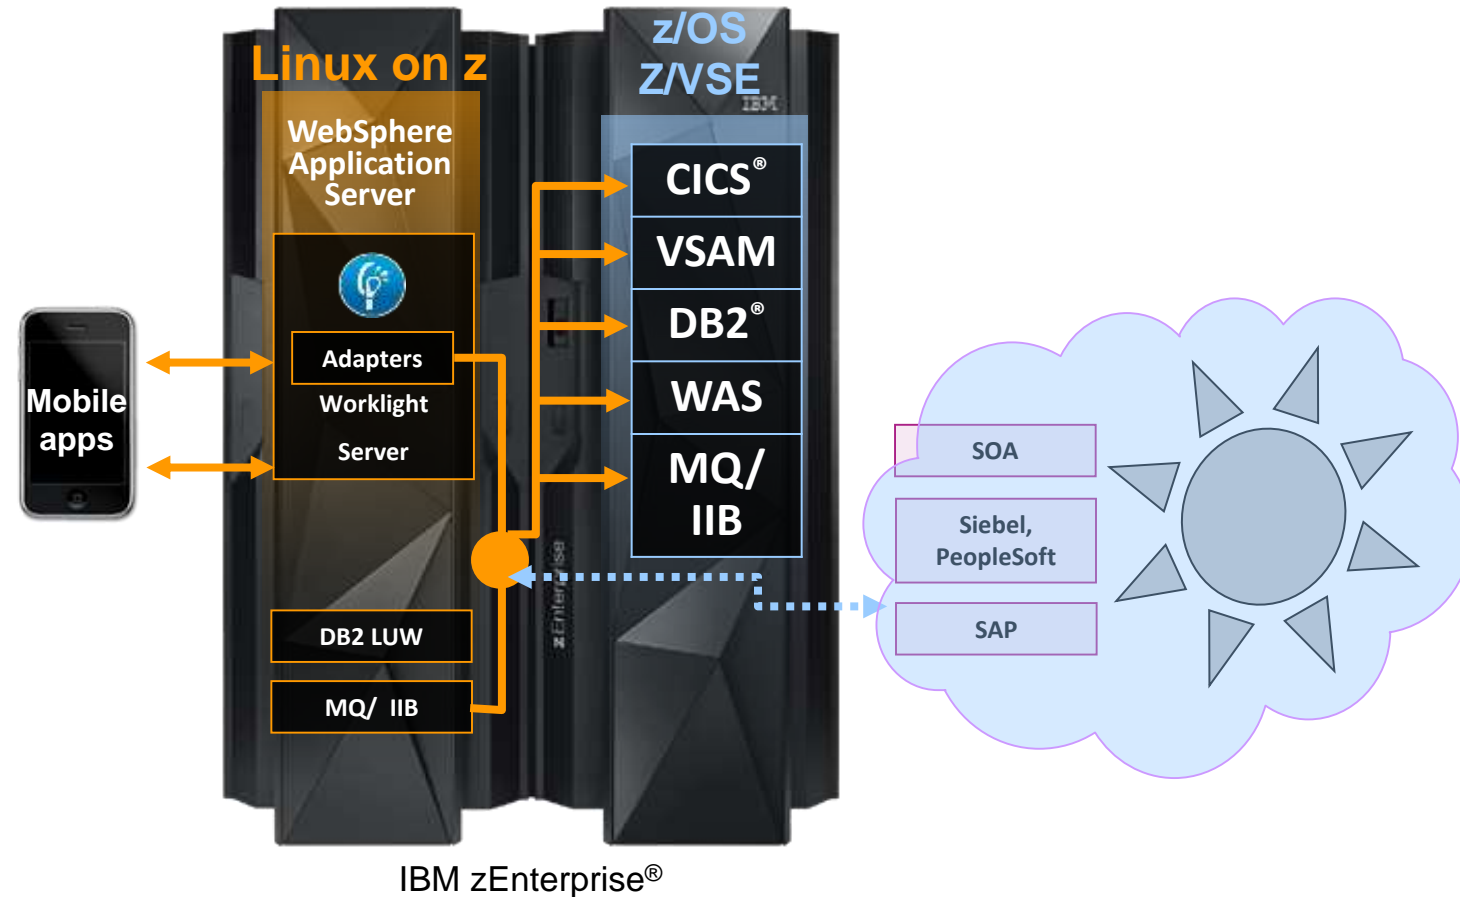 Linux on z
z/OS
Z/VSE
IBM
WebSphere
Application
Server
CICS®
VSAM
DB2®
WAS
MQ/
IIB
Adapters
Worklight
Server
Mobile
apps
DB2 LUW
MQ/ IIB
zEnterprise
SOA
Siebel,
PeopleSoft
SAP
IBM zEnterprise®